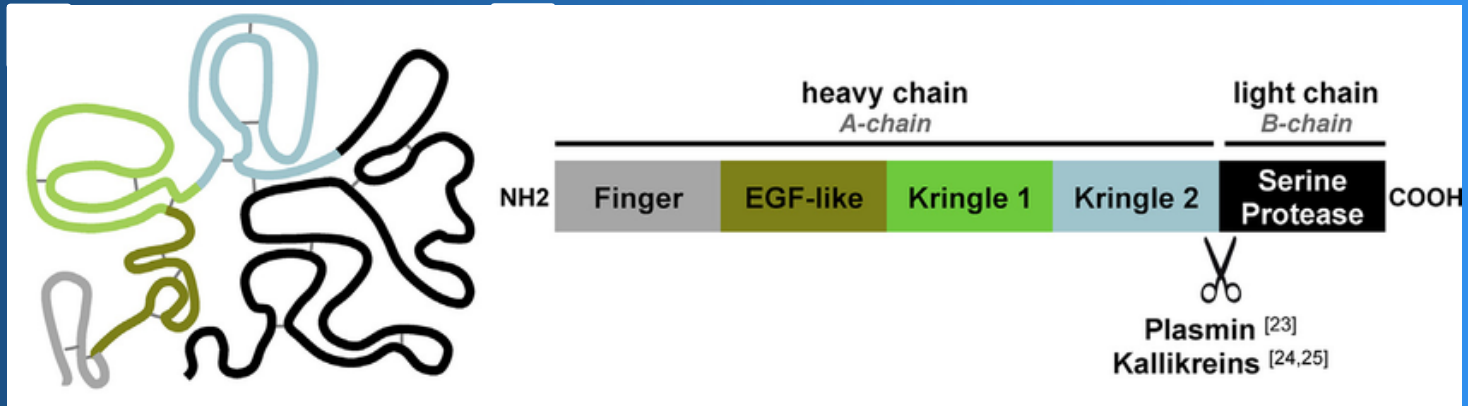 heavy chain
A-chain
light chain
B-chain
NH2 Finger EGF-like Kringle 1 Kringle 2 Serine Protease COOH
Plasmin [23]
Kallikreins [24,25]